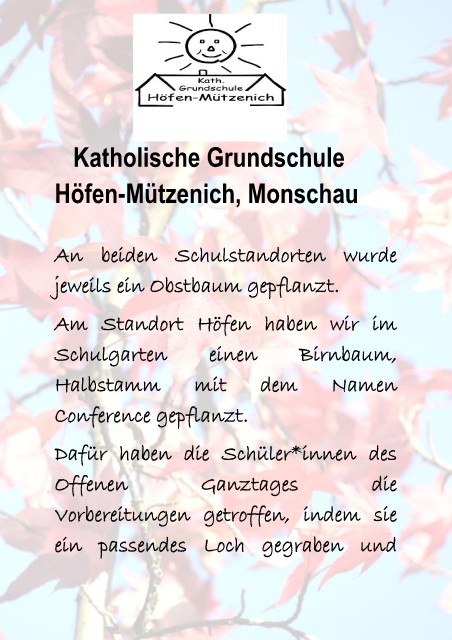 Kath.
Grundschule
Höfen-Mützenich
Katholische Grundschule
Höfen-Mützenich, Monschau
An beiden Schulstandorten wurde
jeweils ein Obstbaum gepflanzt.
Am Standort Höfen haben wir im
Schulgarten einen Birnbaum,
Halbstamm mit dem Namen
Conference gepflanzt.
Dafür haben die Schüler*innen des
Offenen Ganztages die
Vorbereitungen getroffen, indem sie
ein passendes Loch gegraben und